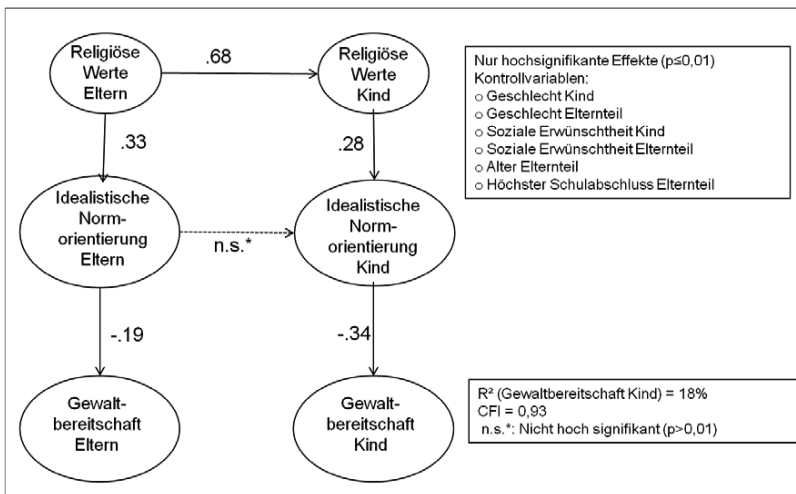 Religiöse
Werte
Eltern
.68
Religiöse
Werte
Kind
.33
.28
Idealistische
Norm-
orientierung
Eltern
n.s.*
Idealistische
Norm-
orientierung
Kind
-.19
-.34
Gewalt-
bereitschaft
Eltern
Gewalt-
bereitschaft
Kind
Nur hochsignifikante Effekte (p≤0,01)
Kontrollvariablen:
o Geschlecht Kind
o Geschlecht Elternteil
o Soziale Erwünschtheit Kind
o Soziale Erwünschtheit Elternteil
o Alter Elternteil
o Höchster Schulabschluss Elternteil
R² (Gewaltbereitschaft Kind) = 18%
CFI = 0,93
n.s.*: Nicht hoch signifikant (p>0,01)